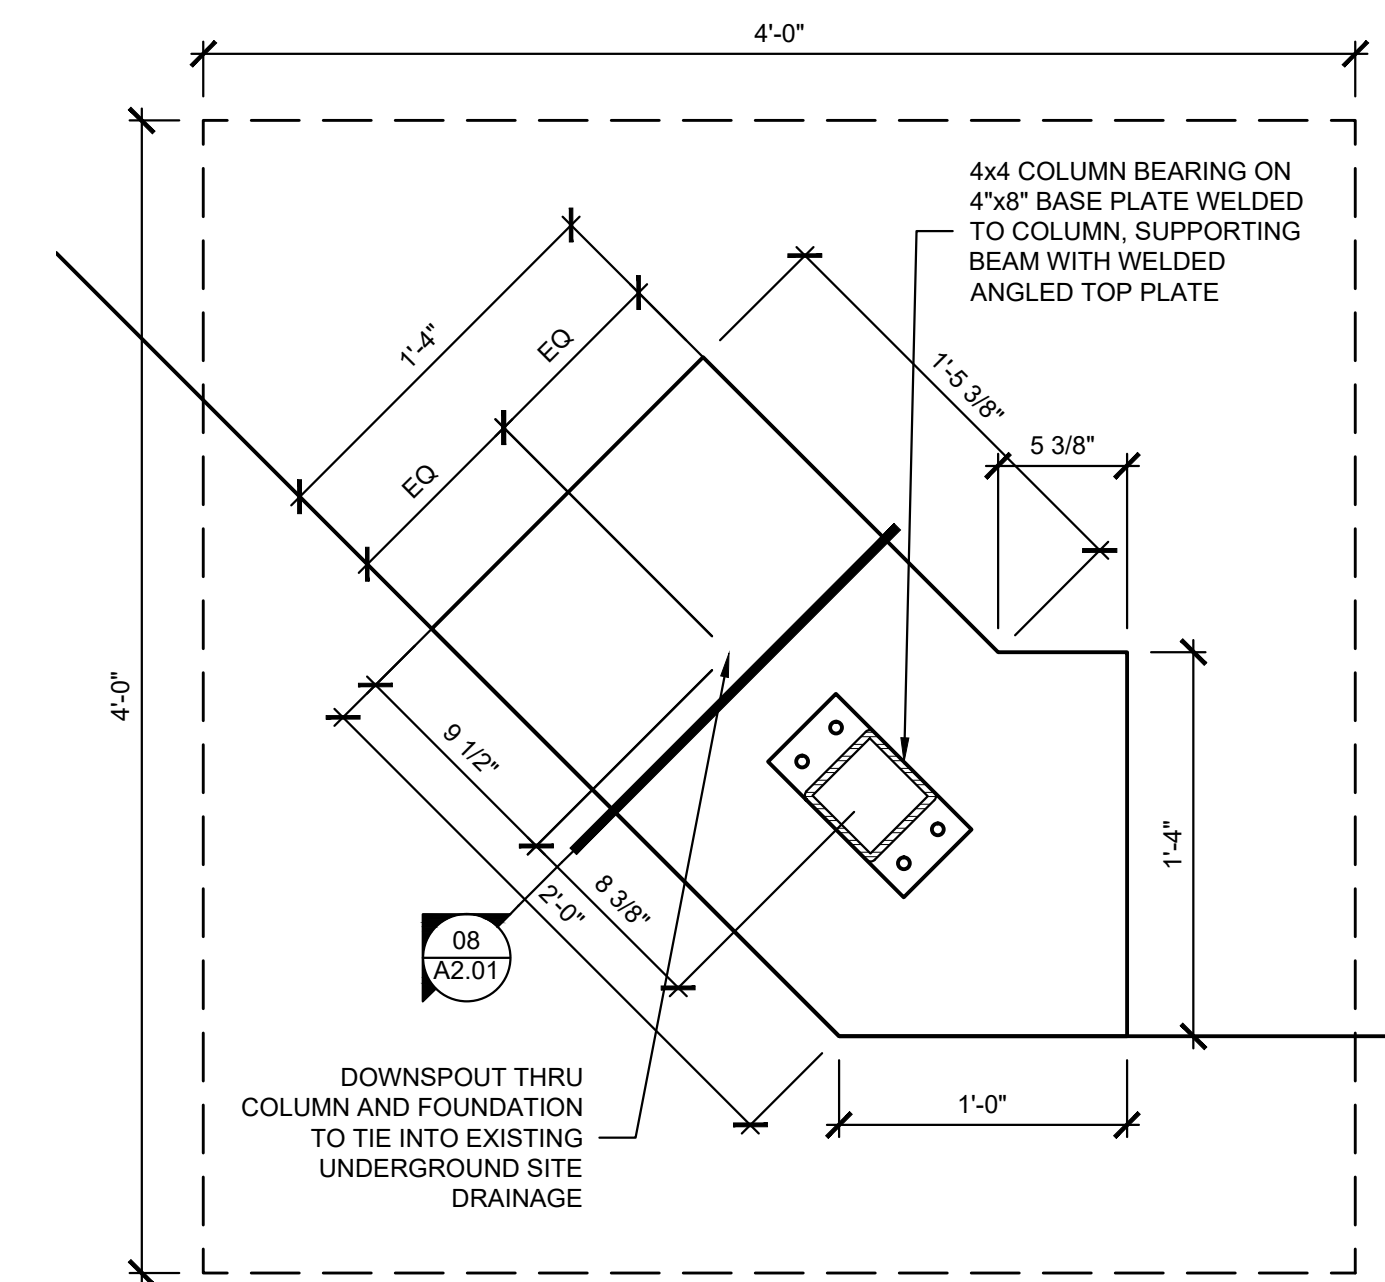 4'-0"
4x4 COLUMN BEARING ON
4"x8" BASE PLATE WELDED
TO COLUMN, SUPPORTING
BEAM WITH WELDED
ANGLED TOP PLATE
1'-4"
EQ
EQ
1'-5 3/8"
5 3/8"
4'-0"
9 1/2"
8 3/8"
2'-0"
1'-4"
08
A2.01
DOWNSPOUT THRU
COLUMN AND FOUNDATION
TO TIE INTO EXISTING
UNDERGROUND SITE
DRAINAGE
1'-0"